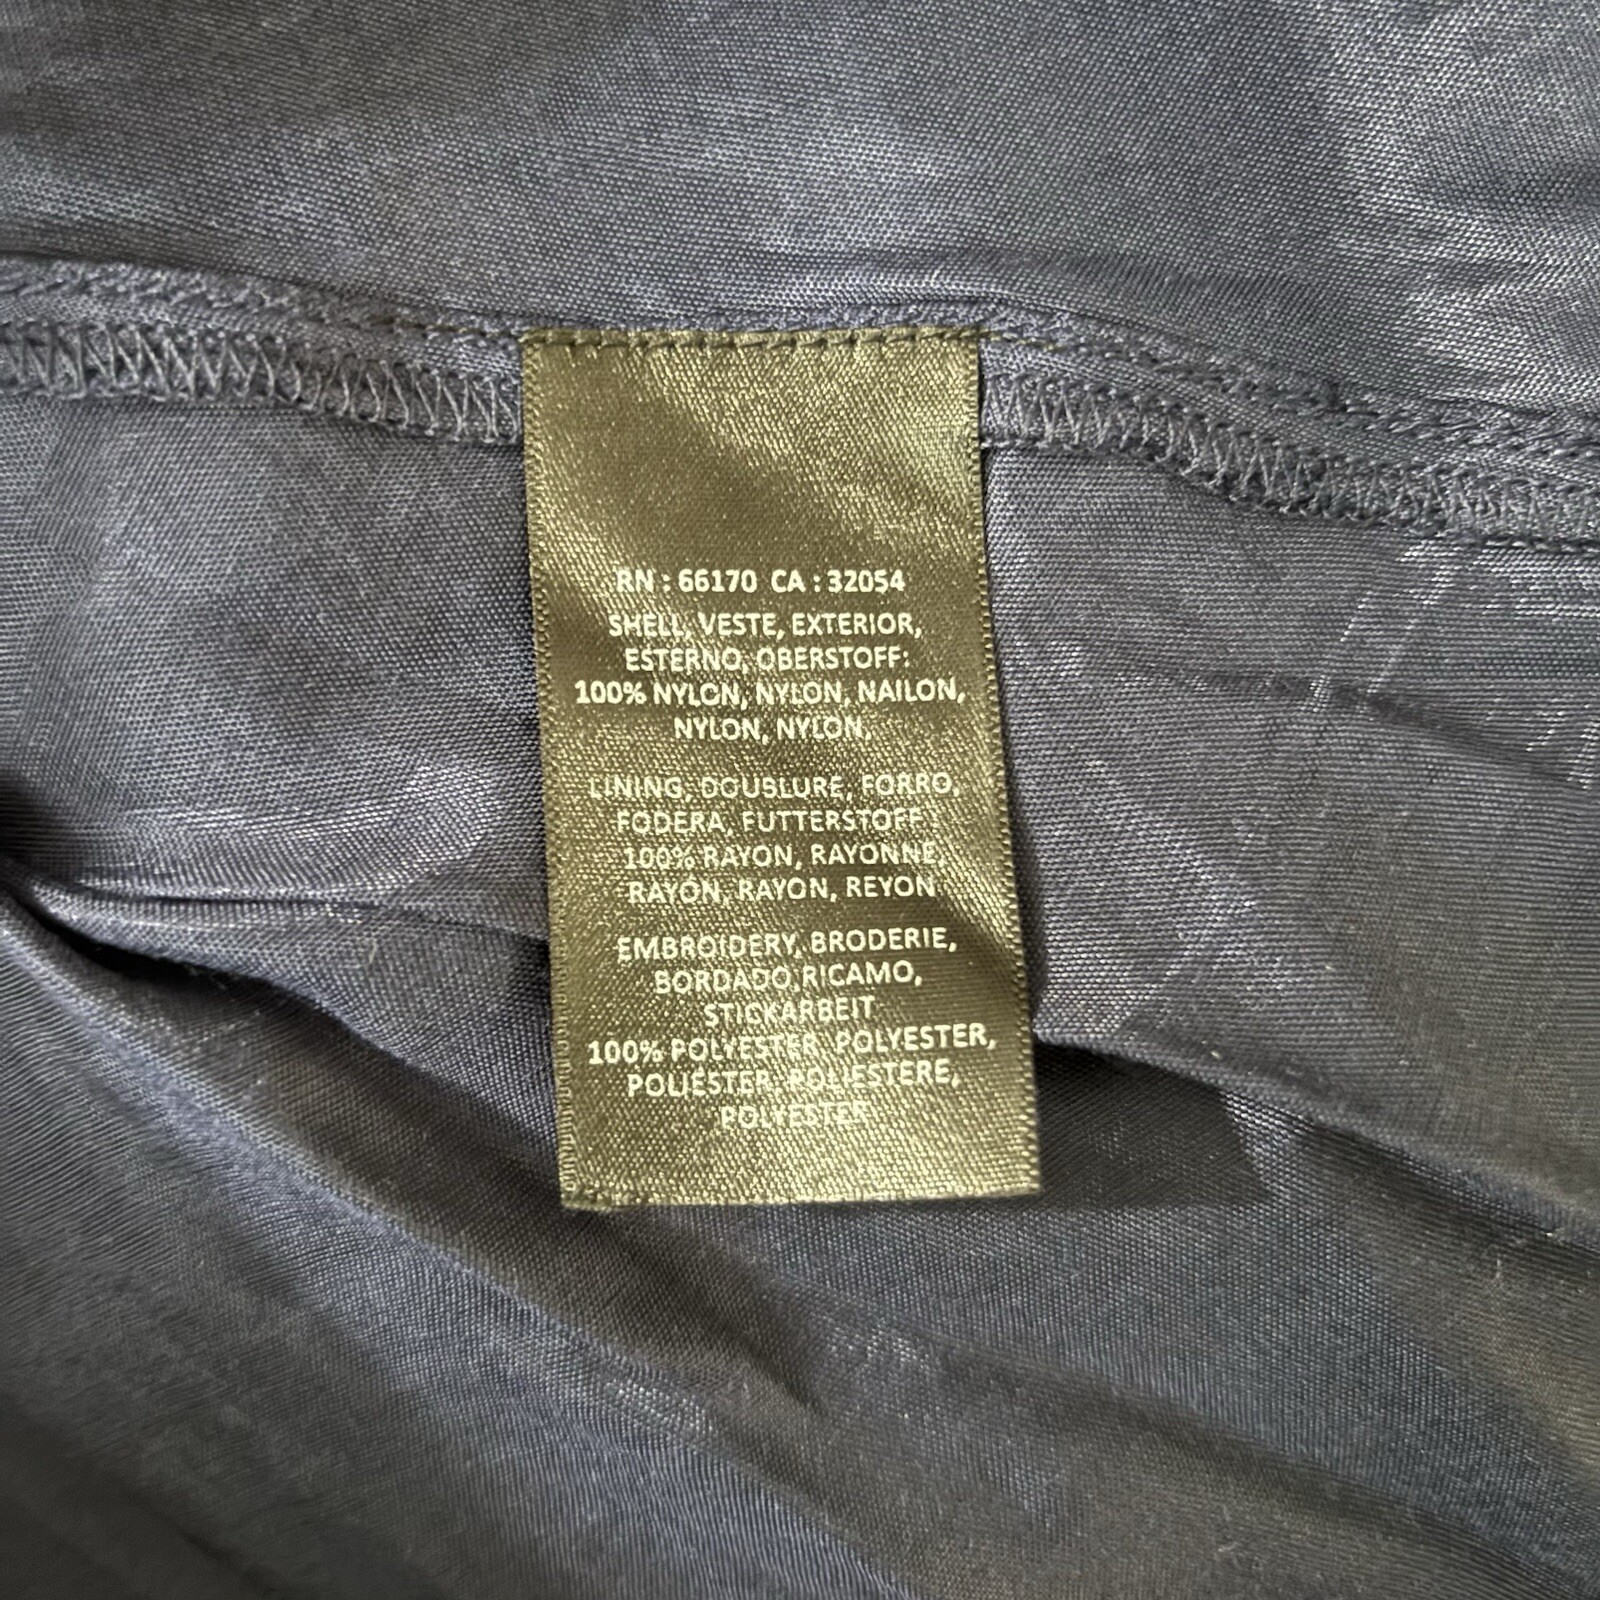 RN : 66170 CA : 32054
SHELL, VESTE, EXTERIOR,
ESTERNO, OBERSTOFF:
100% NYLON, NYLON, NAILON,
NYLON, NYLON,
LINING, DOUBLURE, FORRO,
FODERA, FUTTERSTOFF :
100% RAYON, RAYONNE,
RAYON, RAYON, REYON
EMBROIDERY, BRODERIE,
BORDADO,RICAMO,
STICKARBEIT
100% POLYESTER, POLYESTER,
POLIÉSTER, POLIESTERE,
POLYESTER